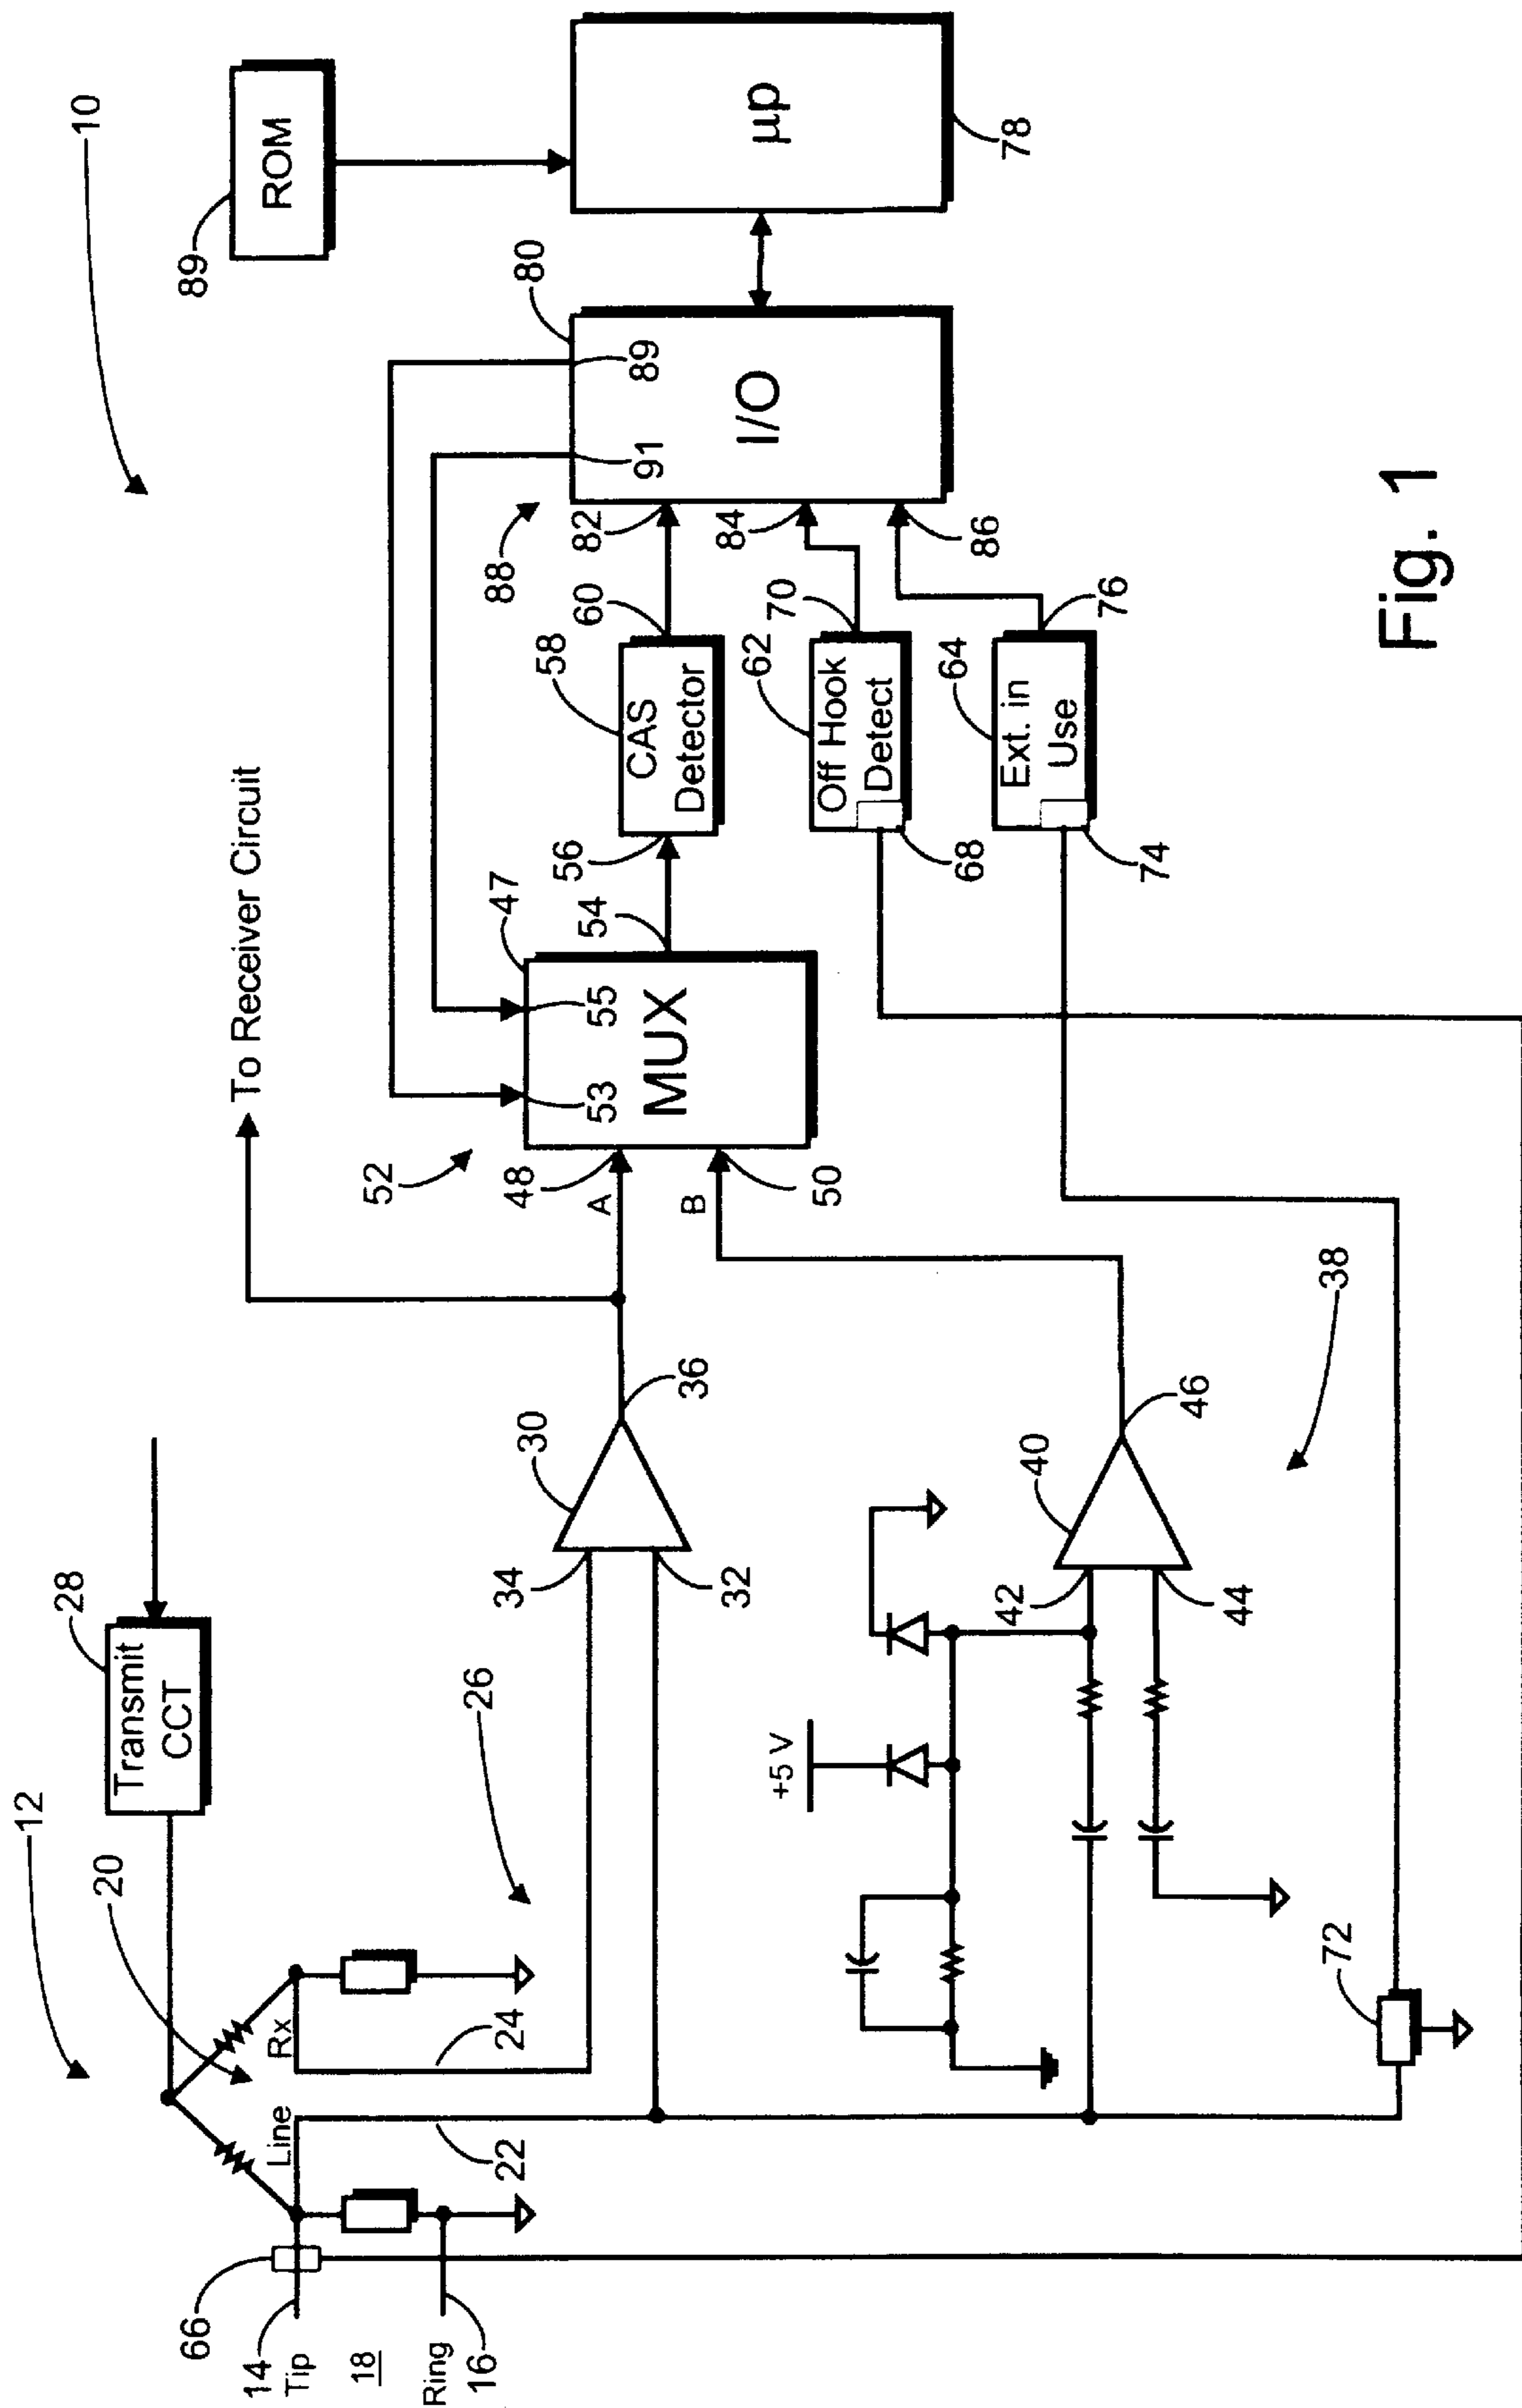 10
ROM
89
µp
78
80
89
91
I/O
88
82
84
86
To Receiver Circuit
47
52
53
55
MUX
48
A
B
50
54
56
58
CAS
Detector
60
62
Off Hook
Detect
68
70
64
Ext. in
Use
74
76
12
20
28
Transmit
CCT
Line
Rx
22
24
26
30
34
32
36
66
14
Tip
18
Ring
16
+5 V
40
42
44
46
38
72
Fig. 1